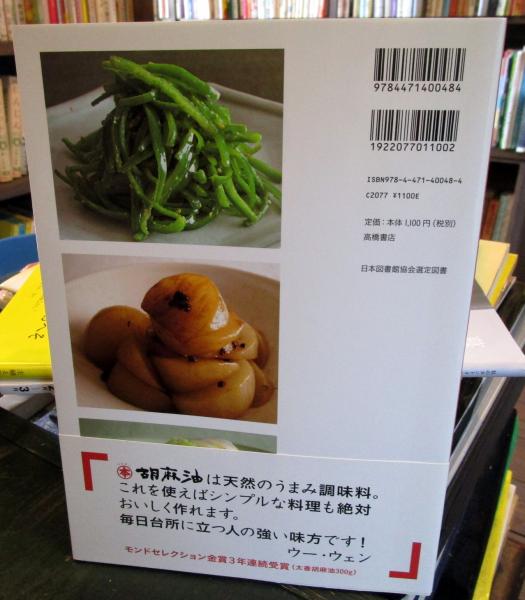 9784471400484
1922077011002
ISBN978-4-471-40048-4
C2077 ¥1100E
定価：本体1,100円（税別）
高橋書店
日本図書館協会選定図書
本 胡麻油は天然のうまみ調味料。
これを使えばシンプルな料理も絶対
おいしく作れます。
毎日台所に立つ人の強い味方です！
ウー・ウェン
モンドセレクション金賞3年連続受賞（太香胡麻油300g）